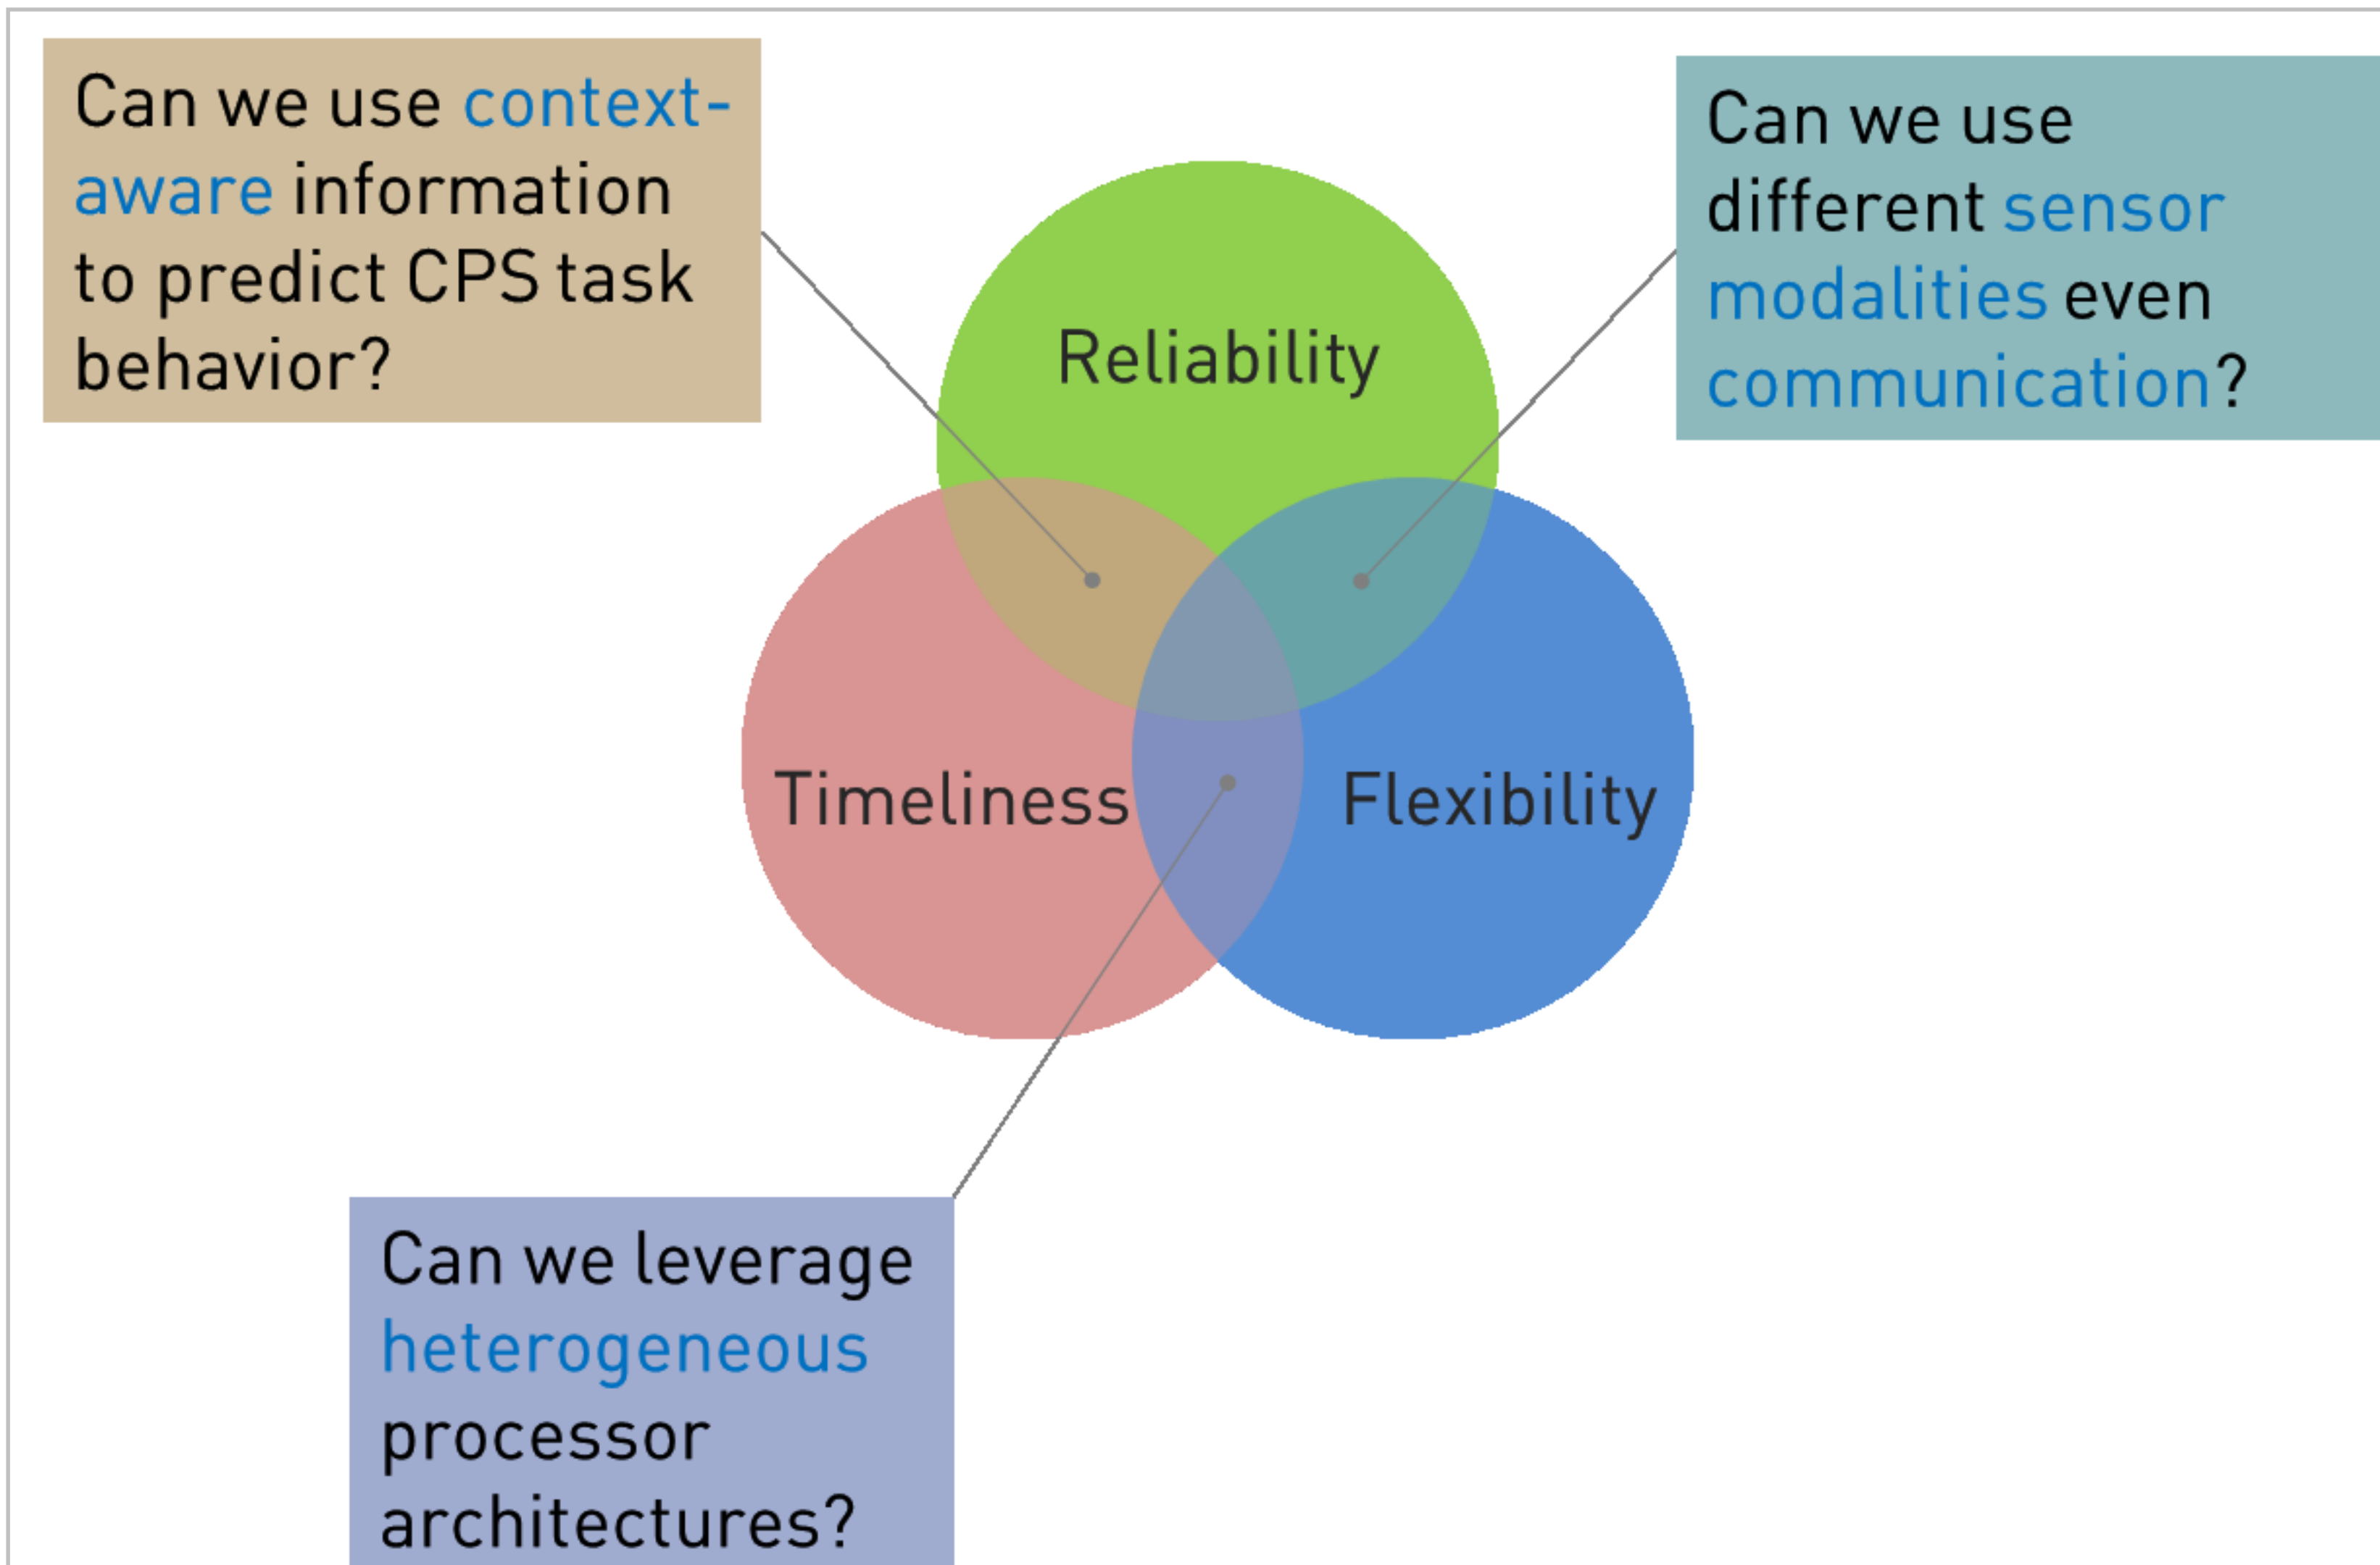 Can we use context-
aware information
to predict CPS task
behavior?
Can we use
different sensor
modalities even
communication?
Reliability
Timeliness
Flexibility
Can we leverage
heterogeneous
processor
architectures?